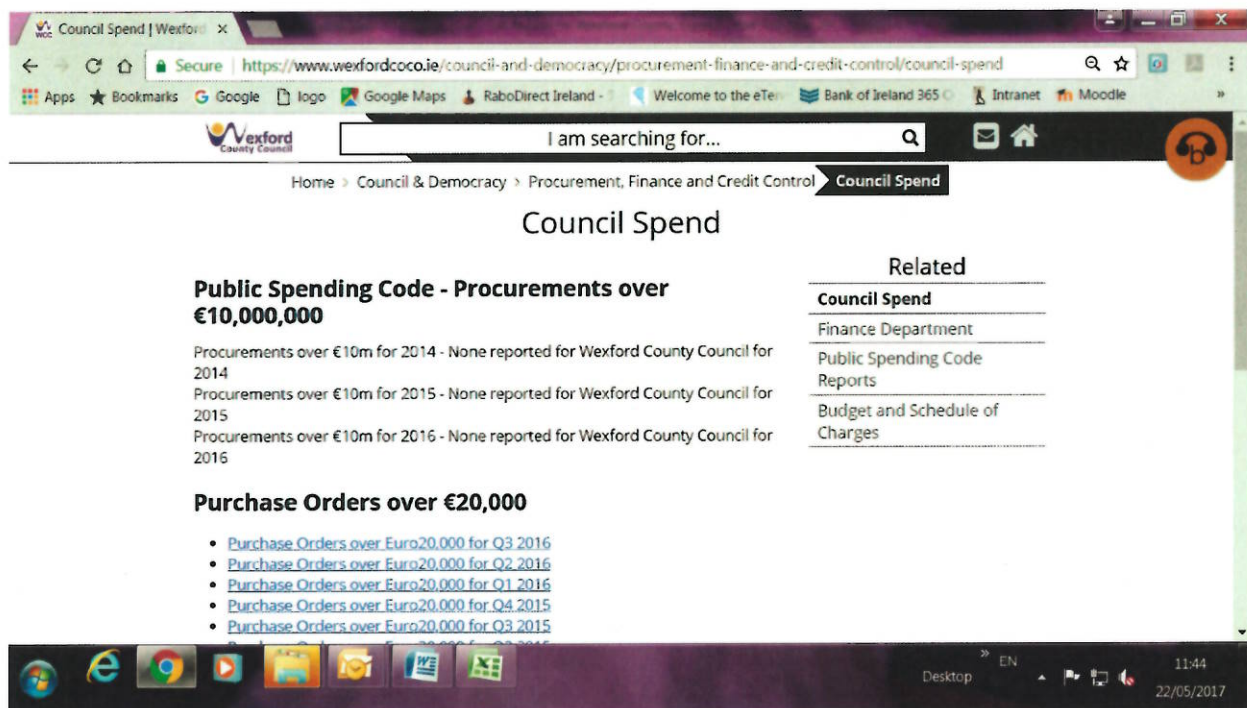 Council Spend | Wexford
Secure https://www.wexfordcoco.ie/council-and-democracy/procurement-finance-and-credit-control/council-spend
Apps Bookmarks Google logo Google Maps RaboDirect Ireland - Welcome to the eTen Bank of Ireland 365 Intranet Moodle »
Wexford
County Council
I am searching for...
b
Home > Council & Democracy > Procurement, Finance and Credit Control Council Spend
Council Spend
Public Spending Code - Procurements over
€10,000,000
Procurements over €10m for 2014 - None reported for Wexford County Council for
2014
Procurements over €10m for 2015 - None reported for Wexford County Council for
2015
Procurements over €10m for 2016 - None reported for Wexford County Council for
2016
Purchase Orders over €20,000
• Purchase Orders over Euro20,000 for Q3 2016
• Purchase Orders over Euro20,000 for Q2 2016
• Purchase Orders over Euro20,000 for Q1 2016
• Purchase Orders over Euro20,000 for Q4 2015
• Purchase Orders over Euro20,000 for Q3 2015
Related
Council Spend
Finance Department
Public Spending Code
Reports
Budget and Schedule of
Charges
Desktop » EN
11:44
22/05/2017